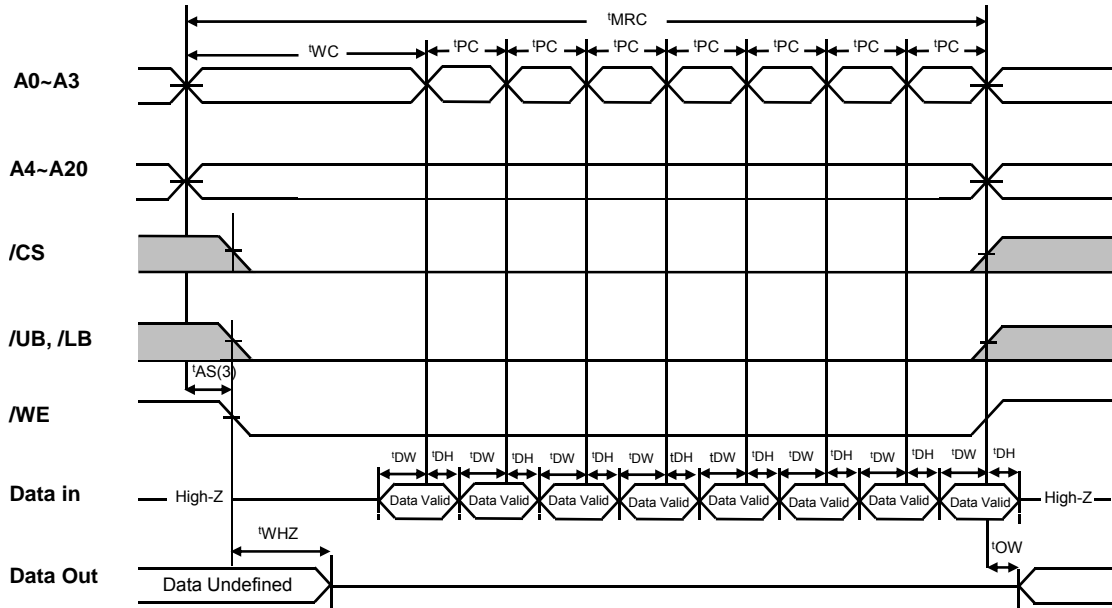 tMRC
tWC tPC tPC tPC tPC tPC tPC tPC
A0~A3
A4~A20
/CS
/UB, /LB
tAS(3)
/WE
tDW tDH tDW tDH tDW tDH tDW tDH tDW tDH tDW tDH tDW tDH tDW tDH
Data in High-Z Data Valid Data Valid Data Valid Data Valid Data Valid Data Valid Data Valid Data Valid High-Z
tWHZ tOW
Data Out Data Undefined